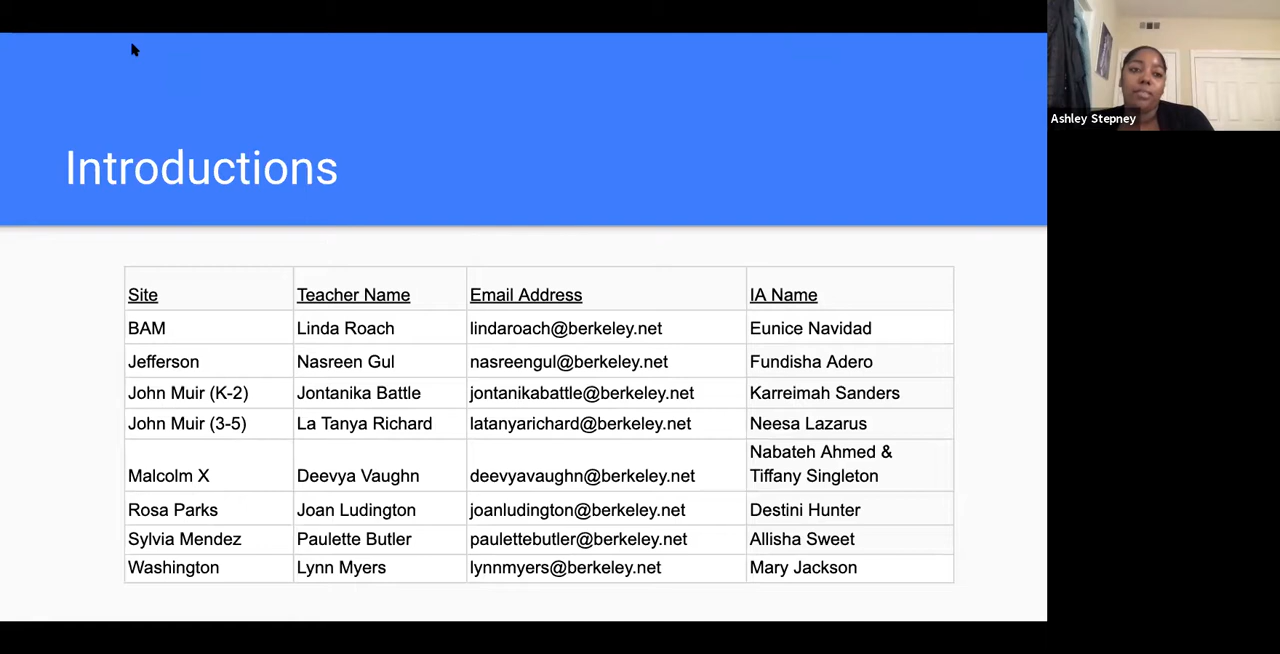 Ashley Stepney
Introductions
Site Teacher Name Email Address IA Name
BAM Linda Roach lindaroach@berkeley.net Eunice Navidad
Jefferson Nasreen Gul nasreengul@berkeley.net Fundisha Adero
John Muir (K-2) Jontanika Battle jontanikabattle@berkeley.net Karreimah Sanders
John Muir (3-5) La Tanya Richard latanyarichard@berkeley.net Neesa Lazarus
Nabateh Ahmed &
Malcolm X Deevya Vaughn deevyavaughn@berkeley.net Tiffany Singleton
Rosa Parks Joan Ludington joanludington@berkeley.net Destini Hunter
Sylvia Mendez Paulette Butler paulettebutler@berkeley.net Allisha Sweet
Washington Lynn Myers lynnmyers@berkeley.net Mary Jackson